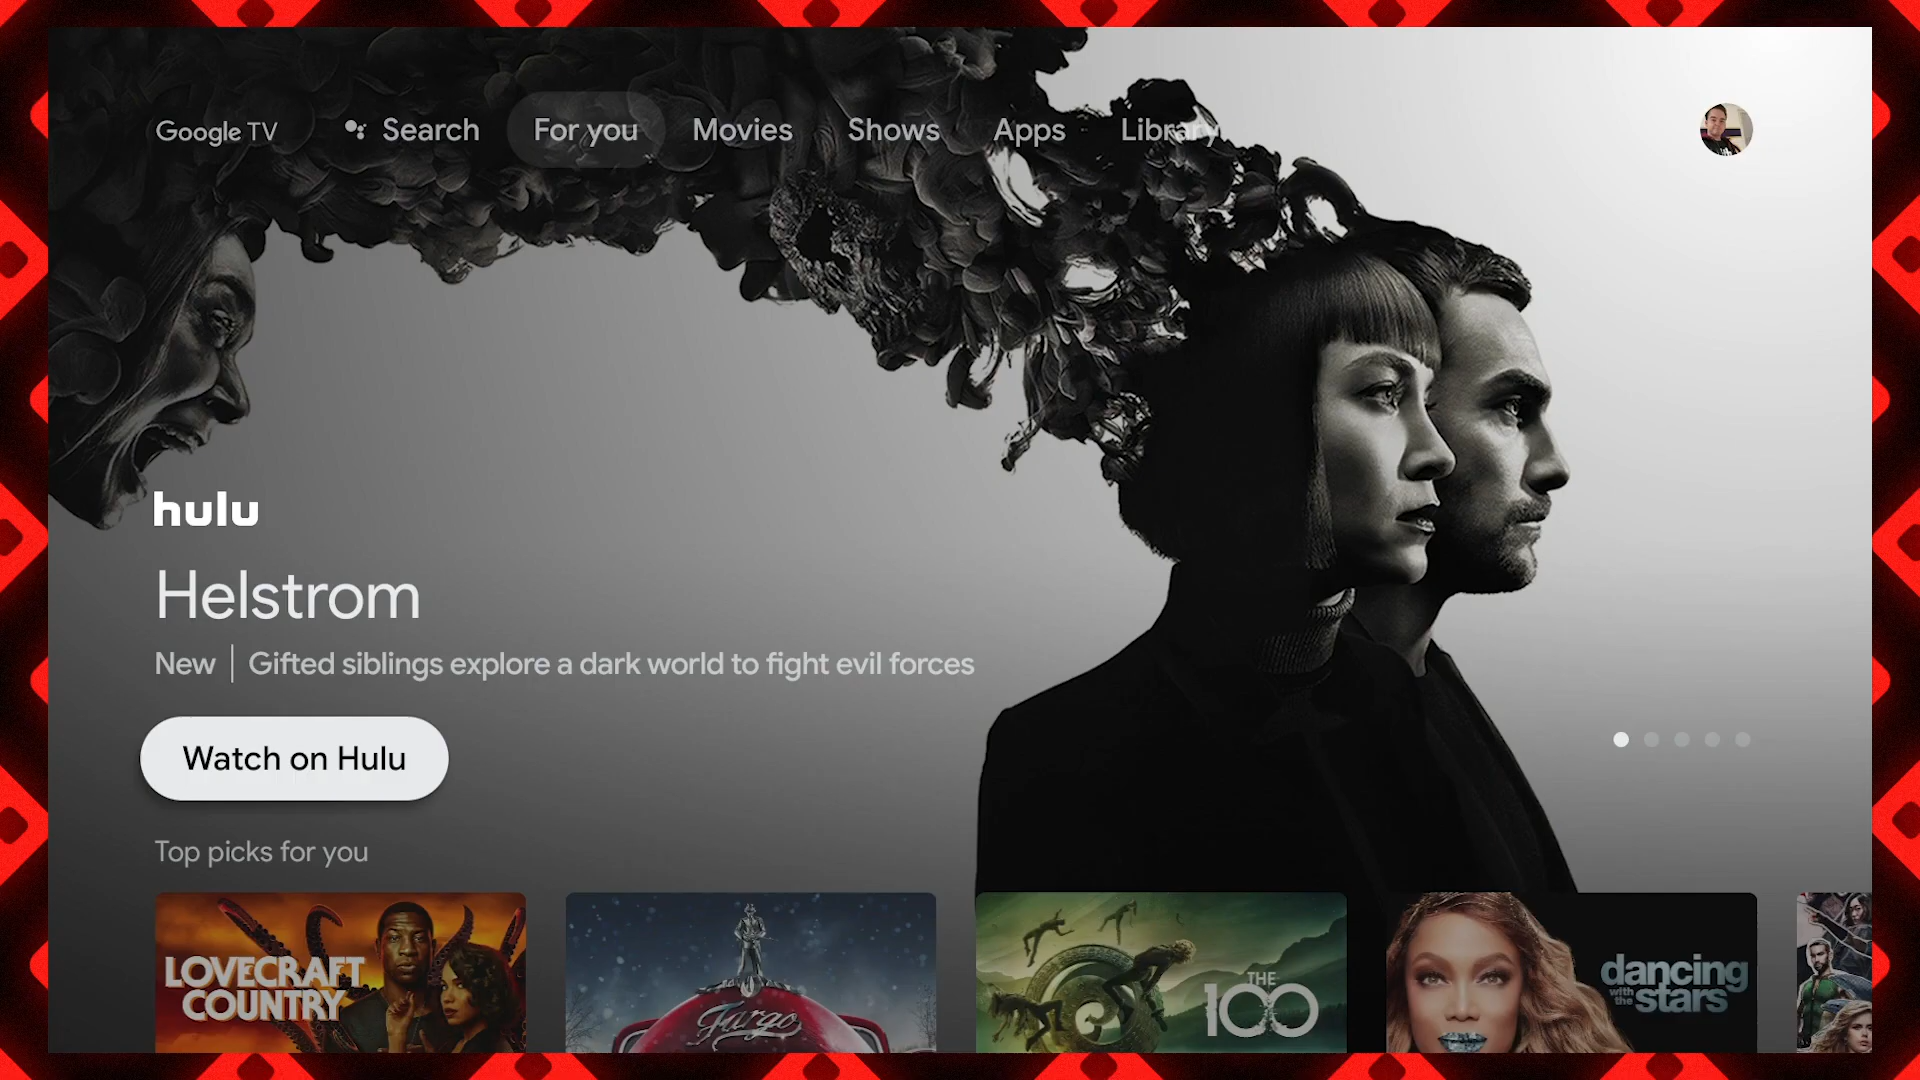 Google TV
Search
For you
Movies
Shows
Apps
Library
hulu
Helstrom
New | Gifted siblings explore a dark world to fight evil forces
Watch on Hulu
Top picks for you
LOVECRAFT
COUNTRY
Fargo
THE
100
dancing
with the
stars